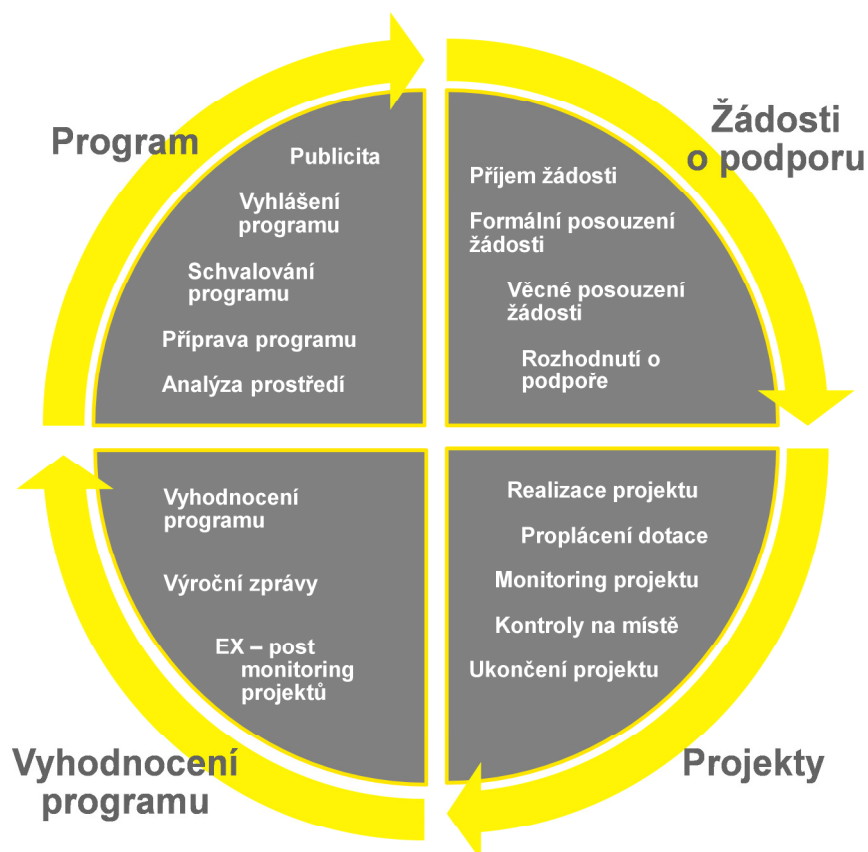 Program
Publicita
Vyhlášení
programu
Schvalování
programu
Příprava programu
Analýza prostředí
Žádosti
o podporu
Příjem žádosti
Formální posouzení
žádosti
Věcné posouzení
žádosti
Rozhodnutí o
podpoře
Realizace projektu
Proplácení dotace
Monitoring projektu
Kontroly na místě
Ukončení projektu
Projekty
Vyhodnocení
programu
Výroční zprávy
EX – post
monitoring
projektů
Vyhodnocení
programu